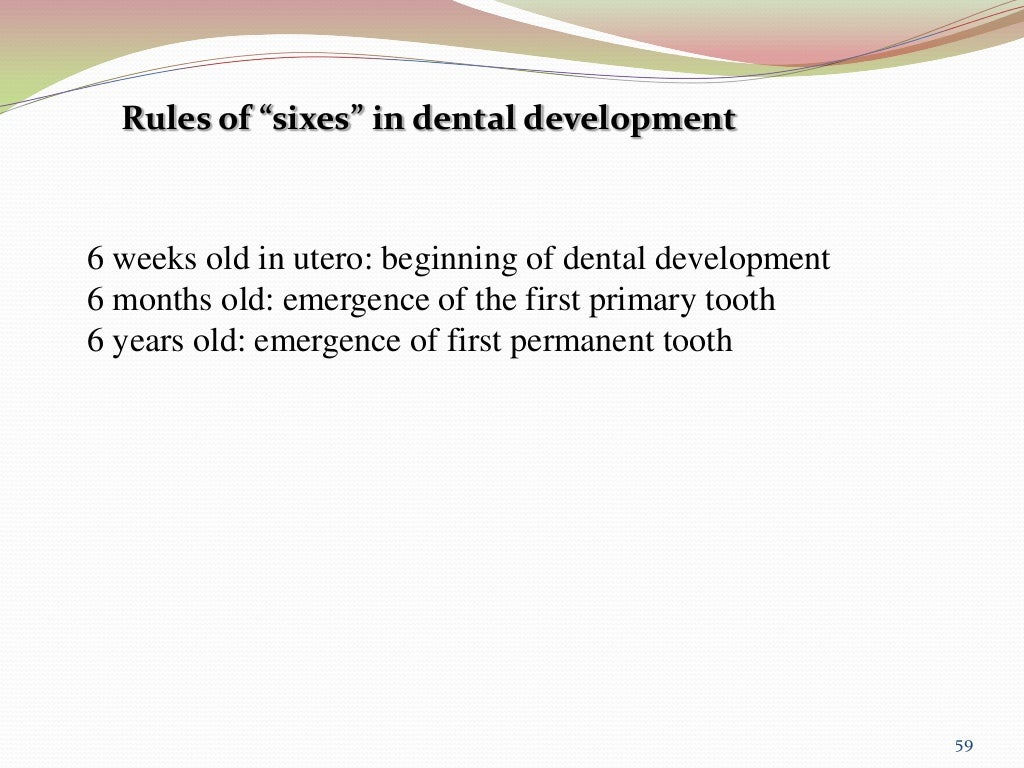 Rules of “sixes” in dental development
6 weeks old in utero: beginning of dental development
6 months old: emergence of the first primary tooth
6 years old: emergence of first permanent tooth
59